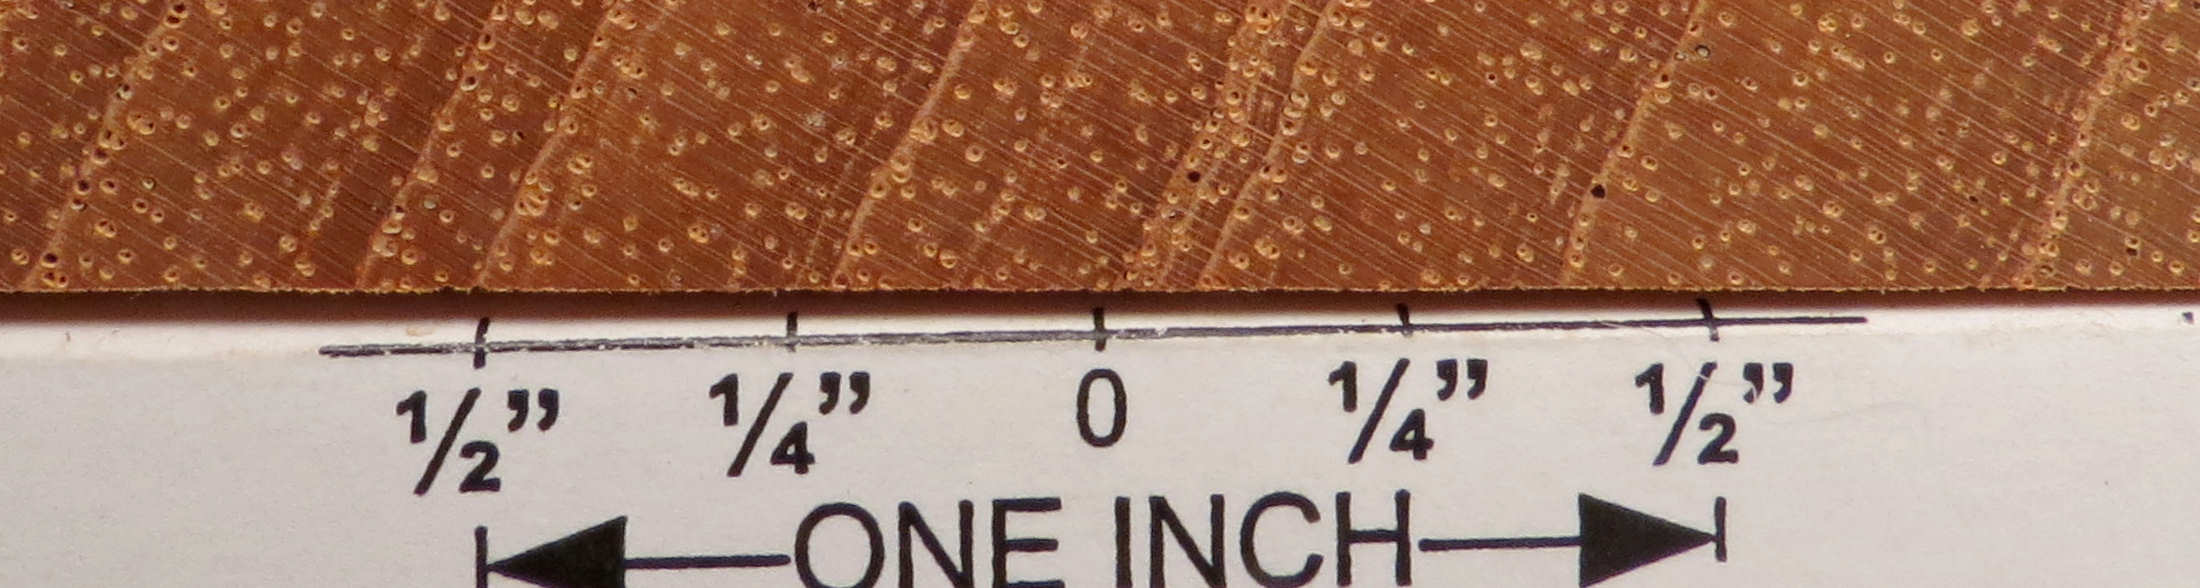 ½” ¼” 0 ¼” ½”
ONE INCH